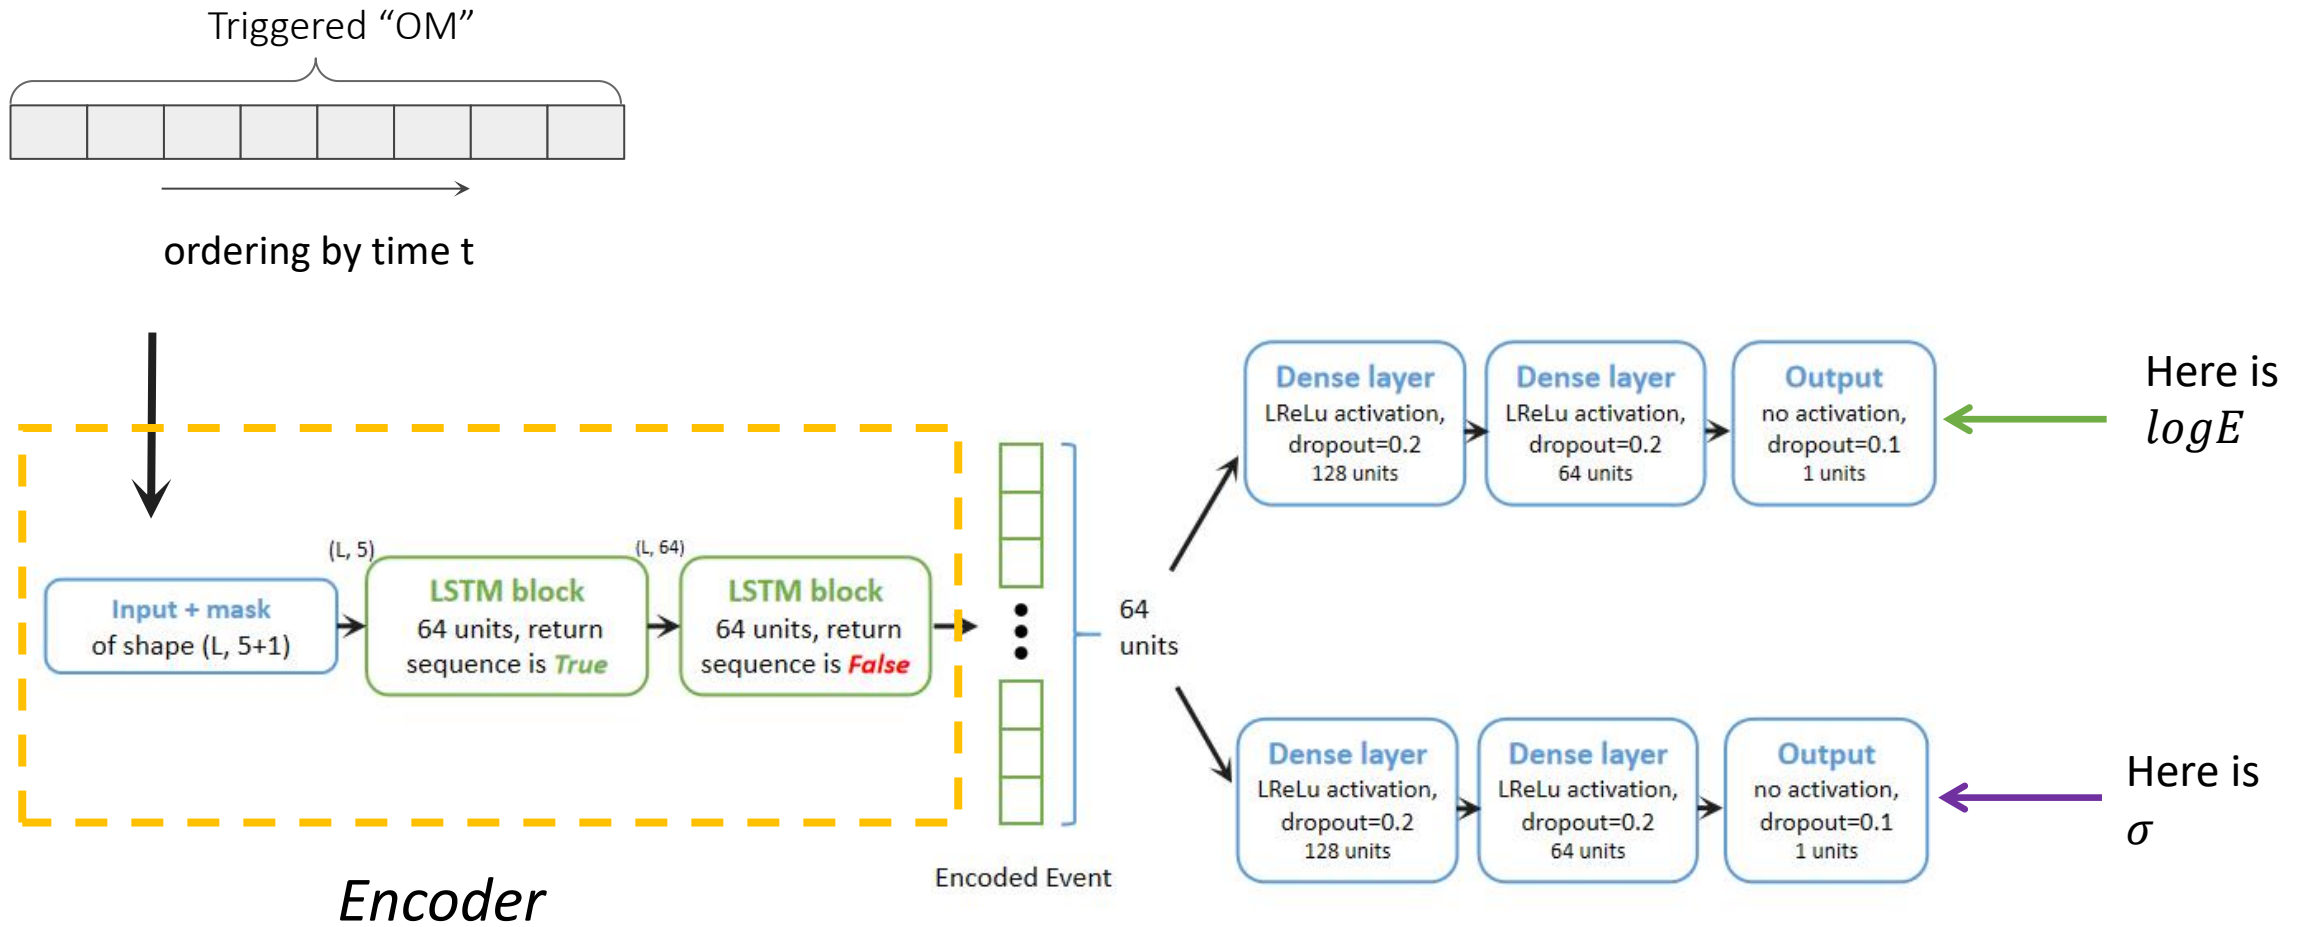 Triggered “OM”
ordering by time t
Input + mask
of shape (L, 5+1)
(L, 5)
LSTM block
64 units, return
sequence is True
(L, 64)
LSTM block
64 units, return
sequence is False
Encoder
Encoded Event
64
units
Dense layer
LReLu activation,
dropout=0.2
128 units
Dense layer
LReLu activation,
dropout=0.2
64 units
Output
no activation,
dropout=0.1
1 units
Here is
logE
Dense layer
LReLu activation,
dropout=0.2
128 units
Dense layer
LReLu activation,
dropout=0.2
64 units
Output
no activation,
dropout=0.1
1 units
Here is
σ